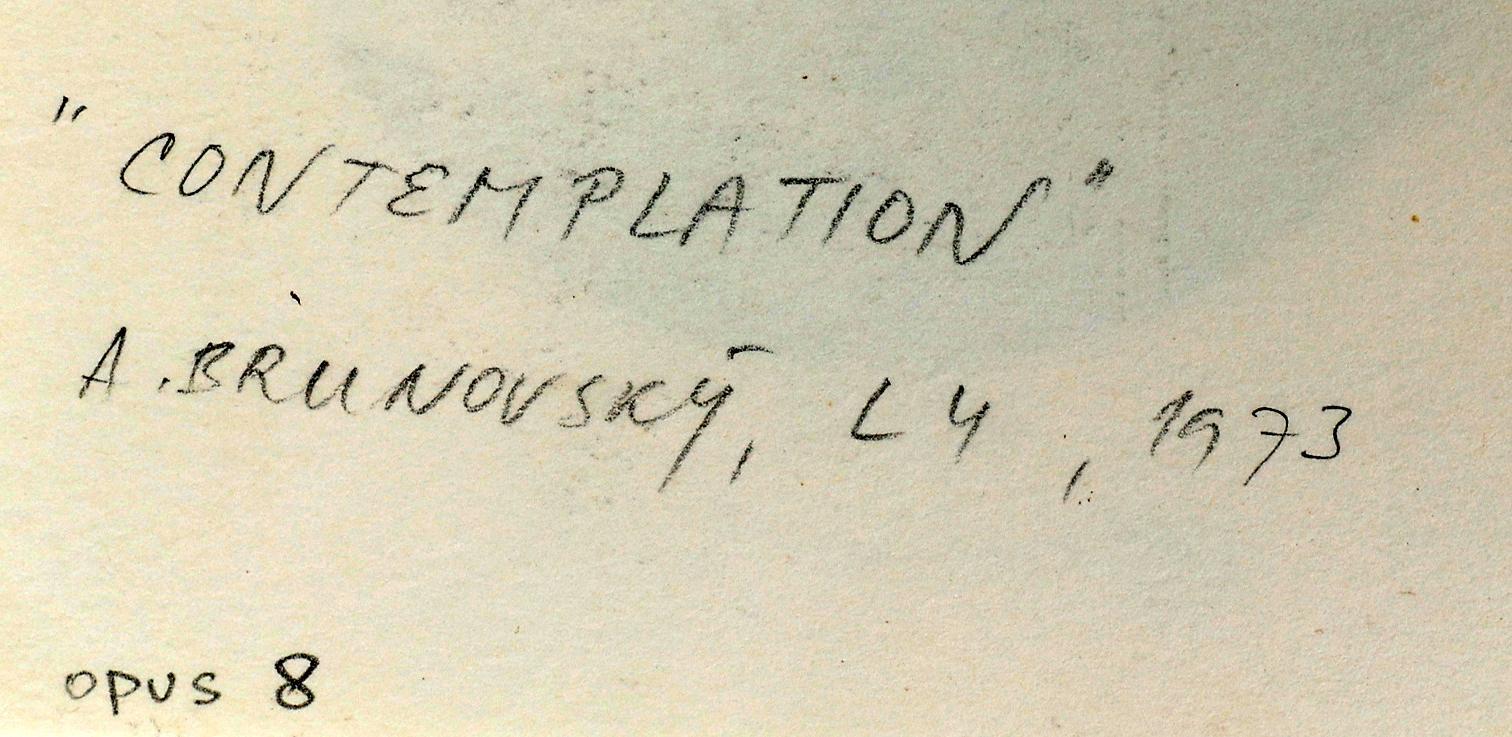 "CONTEMPLATION"
A. BRUNOVSKÝ, L4, 1973
opus 8